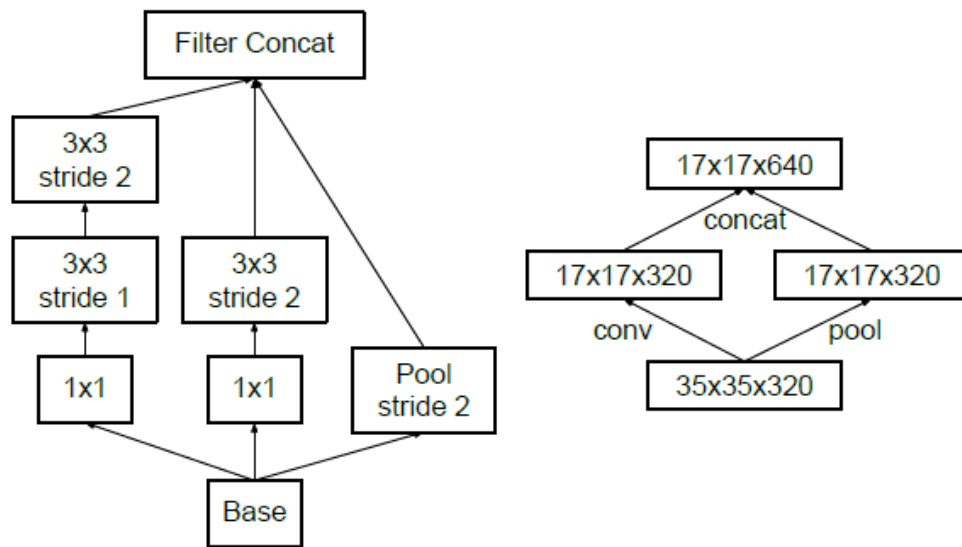 Filter Concat
3x3
stride 2
3x3
stride 1
3x3
stride 2
1x1
1x1
Pool
stride 2
Base
17x17x640
concat
17x17x320
17x17x320
conv
pool
35x35x320